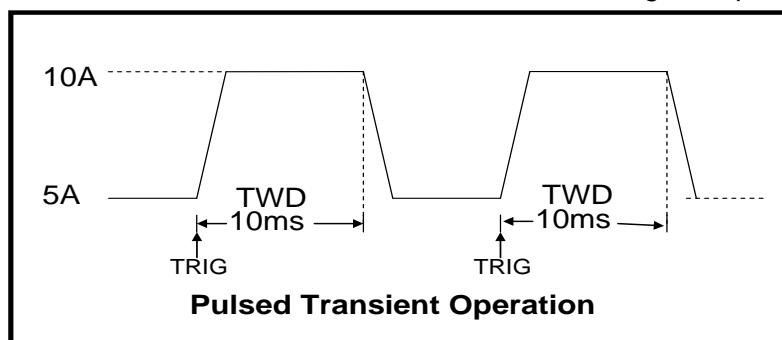 10A
5A
TWD
10ms
TWD
10ms
TRIG
TRIG
Pulsed Transient Operation